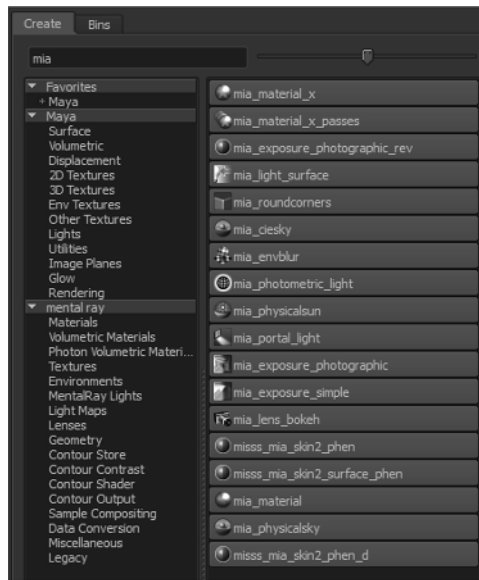 Create Bins
mia
Favorites
+ Maya
Maya
Surface
Volumetric
Displacement
2D Textures
3D Textures
Env Textures
Other Textures
Lights
Utilities
Image Planes
Glow
Rendering
mental ray
Materials
Volumetric Materials
Photon Volumetric Materi...
Textures
Environments
MentalRay Lights
Light Maps
Lenses
Geometry
Contour Store
Contour Contrast
Contour Shader
Contour Output
Sample Compositing
Data Conversion
Miscellaneous
Legacy
mia_material_x
mia_material_x_passes
mia_exposure_photographic_rev
mia_light_surface
mia_roundcorners
mia_ciesky
mia_envblur
mia_photometric_light
mia_physicalsun
mia_portal_light
mia_exposure_photographic
mia_exposure_simple
mia_lens_bokeh
misss_mia_skin2_phen
misss_mia_skin2_surface_phen
mia_material
mia_physicalsky
misss_mia_skin2_phen_d